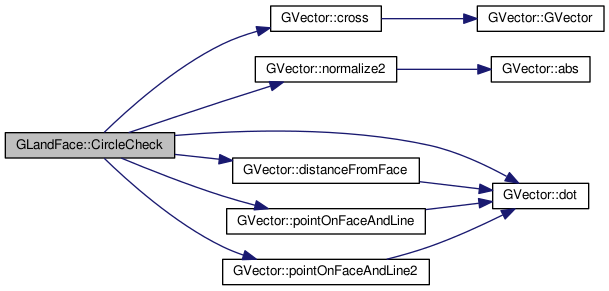 GVector::cross
GVector::GVector
GVector::normalize2
GVector::abs
GLandFace::CircleCheck
GVector::distanceFromFace
GVector::dot
GVector::pointOnFaceAndLine
GVector::pointOnFaceAndLine2